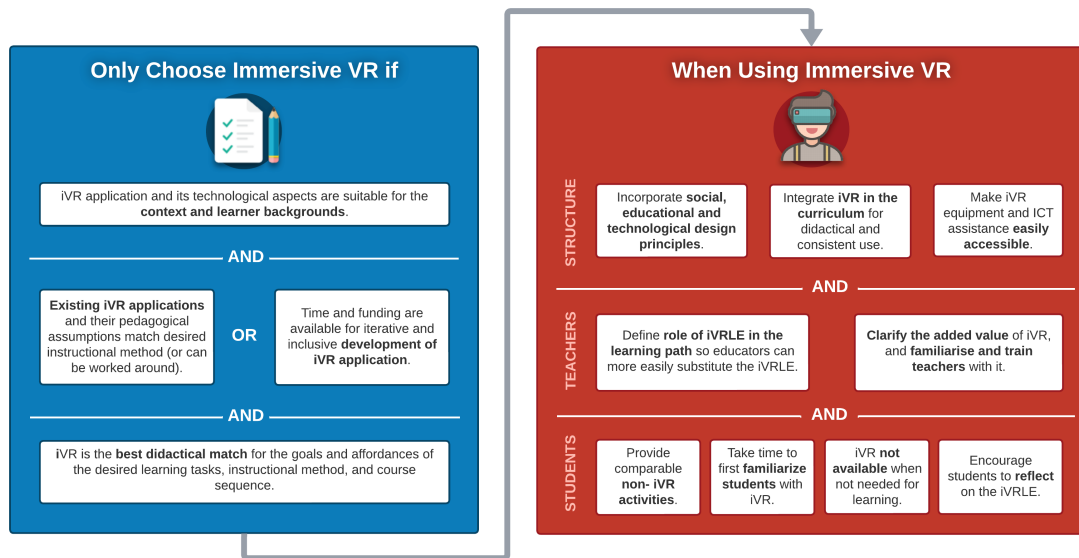 Only Choose Immersive VR if
iVR application and its technological aspects are suitable for the
context and learner backgrounds.
AND
Existing iVR applications
and their pedagogical
assumptions match desired
instructional method (or can
be worked around).
OR
Time and funding are
available for iterative and
inclusive development of
iVR application.
AND
iVR is the best didactical match for the goals and affordances of
the desired learning tasks, instructional method, and course
sequence.
When Using Immersive VR
STRUCTURE
Incorporate social,
educational and
technological design
principles.
Integrate iVR in the
curriculum for
didactical and
consistent use.
Make iVR
equipment and ICT
assistance easily
accessible.
AND
TEACHERS
Define role of iVRLE in the
learning path so educators can
more easily substitute the iVRLE.
Clarify the added value of iVR,
and familiarise and train
teachers with it.
AND
STUDENTS
Provide
comparable
non- iVR
activities.
Take time to
first familiarize
students with
iVR.
iVR not
available when
not needed for
learning.
Encourage
students to reflect
on the iVRLE.